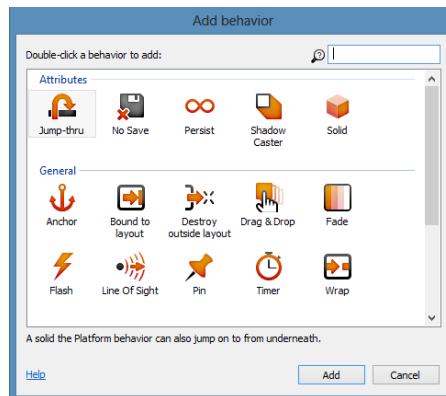 Add behavior
Double-click a behavior to add:
Attributes
Jump-thru No Save Persist Shadow Caster Solid
General
Anchor Bound to layout Destroy outside layout Drag & Drop Fade
Flash Line Of Sight Pin Timer Wrap
A solid the Platform behavior can also jump on to from underneath.
Help Add Cancel